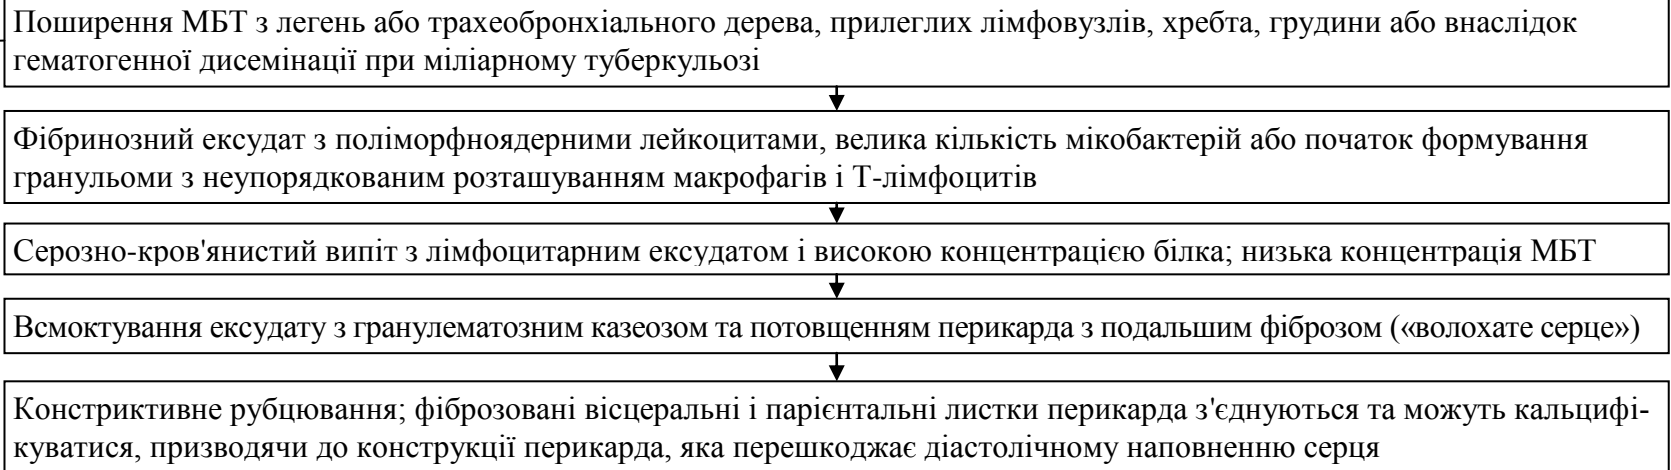 Поширення МБТ з легень або трахеобронхіального дерева, прилеглих лімфовузлів, хребта, грудини або внаслідок
гематогенної дисемінації при міліарному туберкульозі
Фібринозний ексудат з поліморфноядерними лейкоцитами, велика кількість мікобактерій або початок формування
гранульоми з неупорядкованим розташуванням макрофагів і Т-лімфоцитів
Серозно-кров'янистий випіт з лімфоцитарним ексудатом і високою концентрацією білка; низька концентрація МБТ
Всмоктування ексудату з гранулематозним казеозом та потовщенням перикарда з подальшим фіброзом («волохате серце»)
Констриктивне рубцювання; фіброзовані вісцеральні і парієнтальні листки перикарда з'єднуються та можуть кальцифі-
куватися, призводячи до конструкції перикарда, яка перешкоджає діастолічному наповненню серця